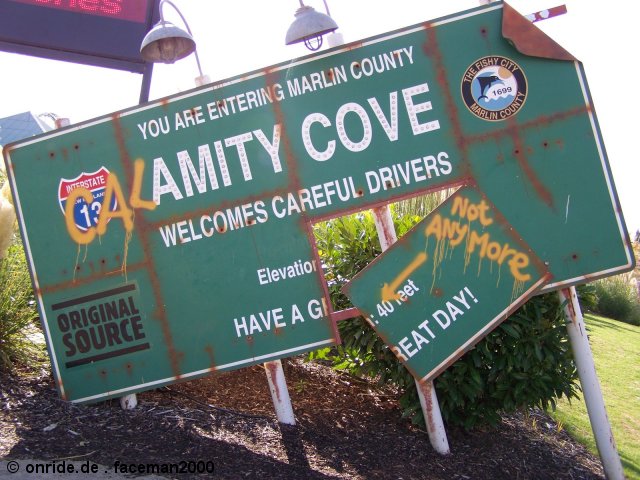 YOU ARE ENTERING MARLIN COUNTY
CALAMITY COVE
WELCOMES CAREFUL DRIVERS
THE FISHY CITY
1699
MARLIN COUNTY
INTERSTATE
13
Elevation
: 40 feet
Not
Any More
HAVE A G
REAT DAY!
ORIGINAL
SOURCE
© onride.de . faceman2000